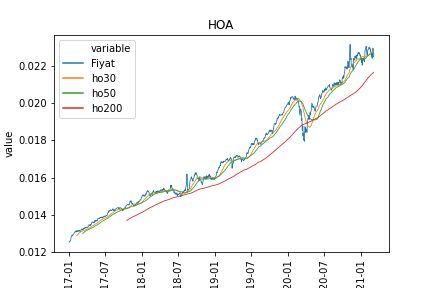 HOA
variable
Fiyat
ho30
ho50
ho200
value
0.022
0.020
0.018
0.016
0.014
0.012
17-01
17-07
18-01
18-07
19-01
19-07
20-01
20-07
21-01